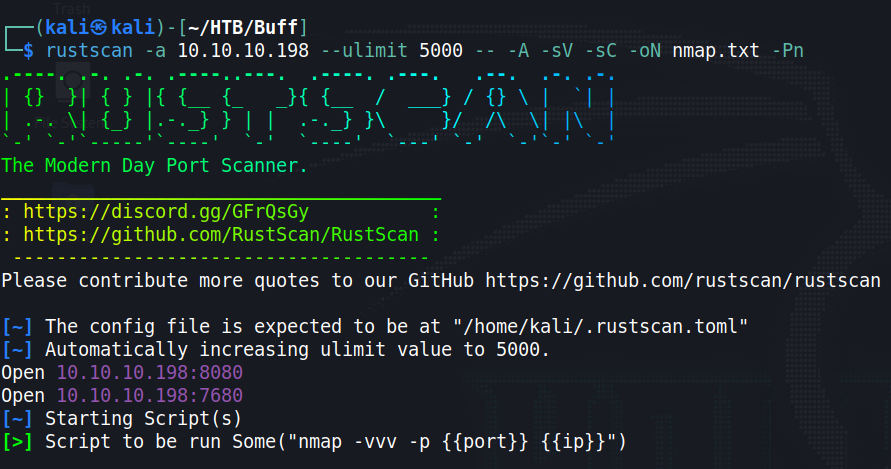 Trash
┌──(kali㉿kali)-[~/HTB/Buff]
└─$ rustscan -a 10.10.10.198 --ulimit 5000 -- -A -sV -sC -oN nmap.txt -Pn
.----. .-. .-. .----..---.  .----. .---.   .--.  .-. .-.
| {}  }| { } |{ {__ {_   _}{ {__  /  ___} / {} \ |  `| |
| .-. \| {_} |.-._} } | |  .-._} }\     }/  /\  \| |\  |
`-' `-'`-----'`----'  `-'  `----'  `---' `-'  `-'`-' `-'
The Modern Day Port Scanner.
________________________________________
: https://discord.gg/GFrQsGy           :
: https://github.com/RustScan/RustScan :
 --------------------------------------
Please contribute more quotes to our GitHub https://github.com/rustscan/rustscan
[~] The config file is expected to be at "/home/kali/.rustscan.toml"
[~] Automatically increasing ulimit value to 5000.
Open 10.10.10.198:8080
Open 10.10.10.198:7680
[~] Starting Script(s)
[>] Script to be run Some("nmap -vvv -p {{port}} {{ip}}")